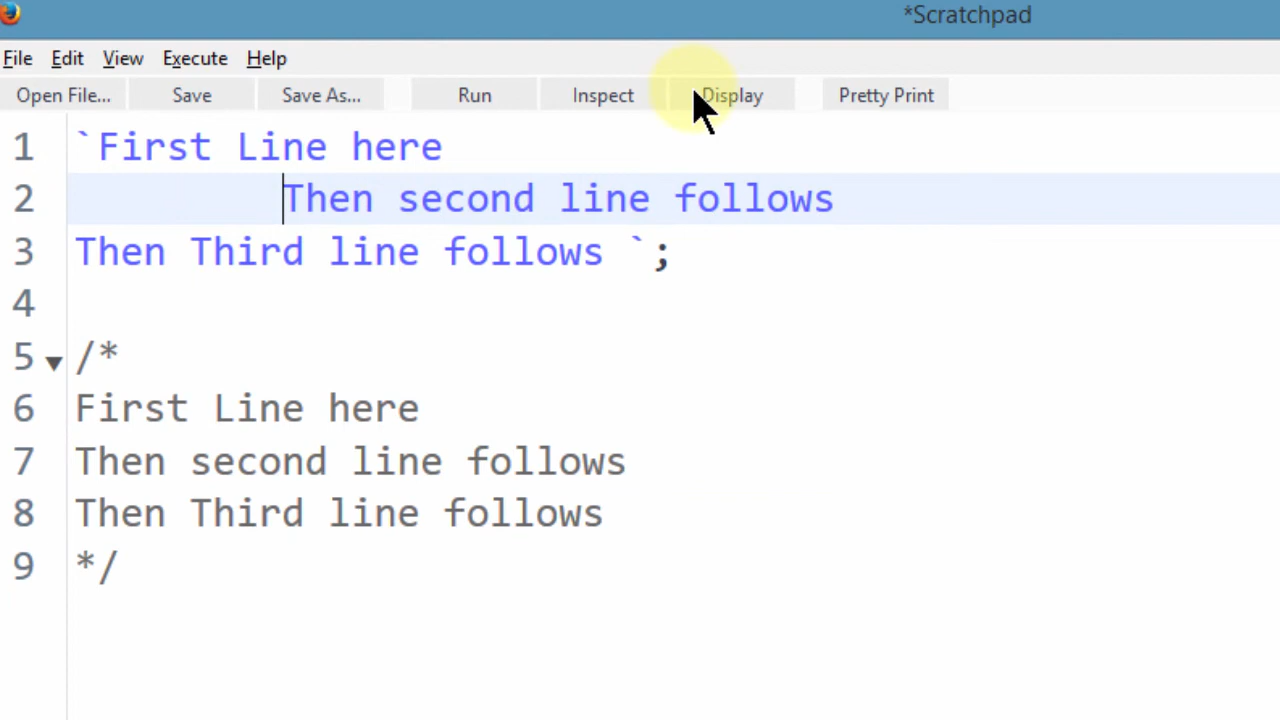 *Scratchpad
File Edit View Execute Help
Open File... Save Save As... Run Inspect Display Pretty Print
1 `First Line here
2         Then second line follows
3 Then Third line follows `;
4
5 /*
6 First Line here
7 Then second line follows
8 Then Third line follows
9 */